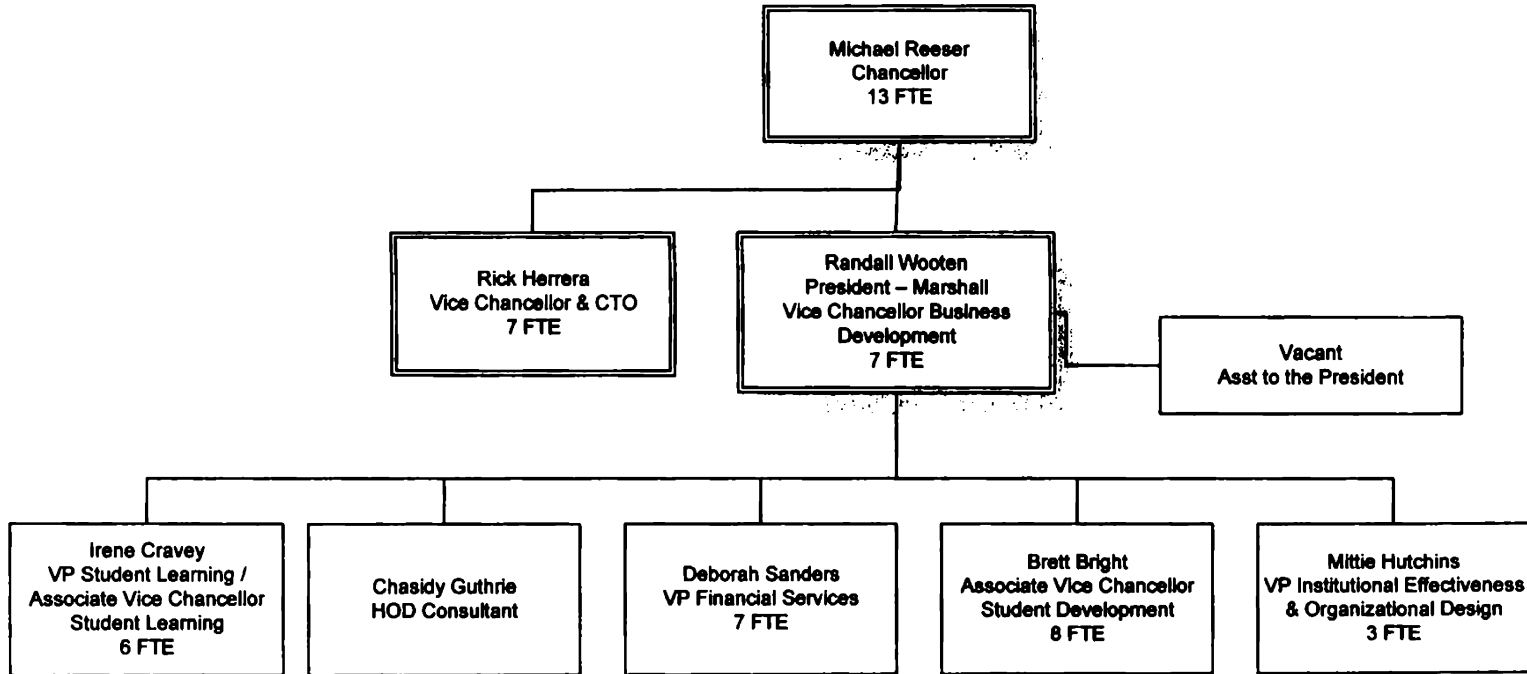 Michael Reeser
Chancellor
13 FTE
Rick Herrera
Vice Chancellor & CTO
7 FTE
Randall Wooten
President – Marshall
Vice Chancellor Business
Development
7 FTE
Vacant
Asst to the President
Irene Cravey
VP Student Learning /
Associate Vice Chancellor
Student Learning
6 FTE
Chasidy Guthrie
HOD Consultant
Deborah Sanders
VP Financial Services
7 FTE
Brett Bright
Associate Vice Chancellor
Student Development
8 FTE
Mittie Hutchins
VP Institutional Effectiveness
& Organizational Design
3 FTE